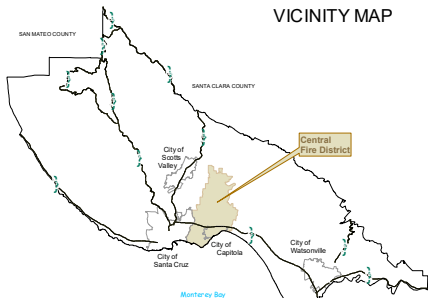 VICINITY MAP
SAN MATEO COUNTY
SANTA CLARA COUNTY
Central
Fire District
City of
Scotts
Valley
City of
Santa Cruz
City of
Capitola
City of
Watsonville
Monterey Bay